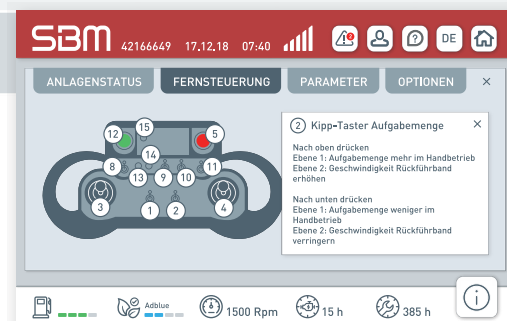 SBM 42166649 17.12.18 07:40 DE
ANLAGENSTATUS FERNSTEUERUNG PARAMETER OPTIONEN ×
12 15 5
14
8 13 9 10 11
3 1 2 4
2 Kipp-Taster Aufgabemenge ×
Nach oben drücken
Ebene 1: Aufgabemenge mehr im Handbetrieb
Ebene 2: Geschwindigkeit Rückführband
erhöhen
Nach unten drücken
Ebene 1: Aufgabemenge weniger im
Handbetrieb
Ebene 2: Geschwindigkeit Rückführband
verringern
Adblue 1500 Rpm 15 h 385 h i